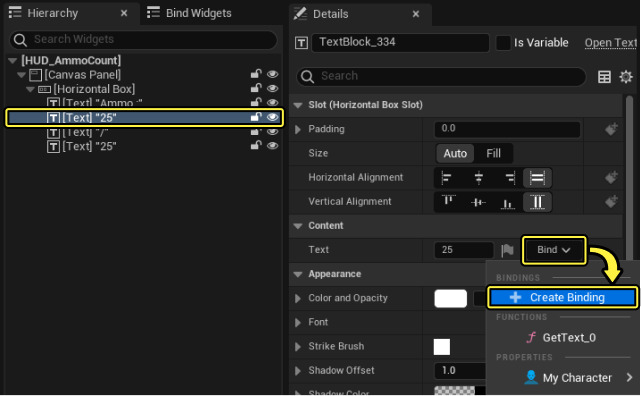 Hierarchy
Bind Widgets
Search Widgets
[HUD_AmmoCount]
[Canvas Panel]
[Horizontal Box]
[Text] "Ammo :"
[Text] "25"
[Text] "/"
[Text] "25"
Details
TextBlock_334
Is Variable
Open Text
Search
Slot (Horizontal Box Slot)
Padding
0.0
Size
Auto
Fill
Horizontal Alignment
Vertical Alignment
Content
Text
25
Bind
Appearance
BINDINGS
Color and Opacity
Create Binding
Font
FUNCTIONS
Strike Brush
GetText_0
PROPERTIES
Shadow Offset
1.0
My Character
Shadow Color